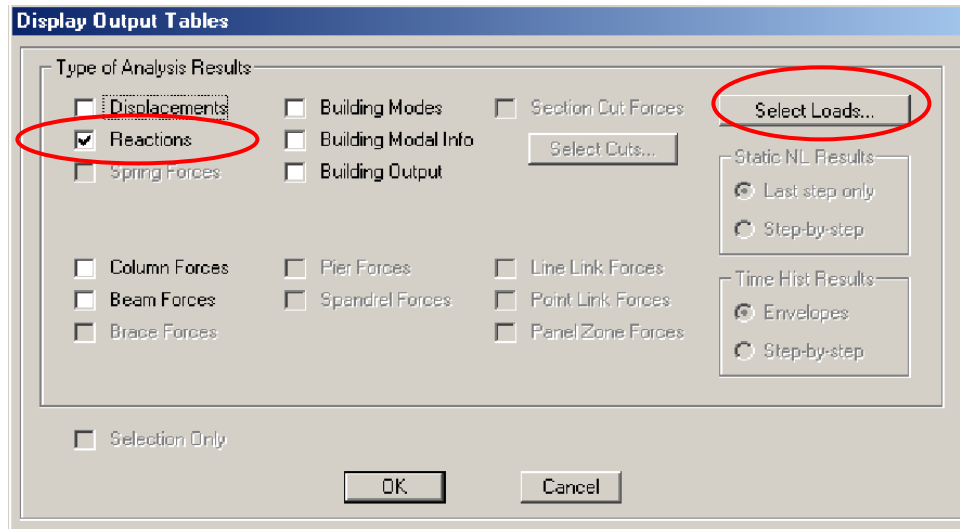 Display Output Tables
Type of Analysis Results
Displacements
Building Modes
Section Cut Forces
Select Loads...
Reactions
Building Modal Info
Select Cuts...
Spring Forces
Building Output
Static NL Results
Last step only
Step-by-step
Column Forces
Pier Forces
Line Link Forces
Beam Forces
Spandrel Forces
Point Link Forces
Brace Forces
Panel Zone Forces
Time Hist Results
Envelopes
Step-by-step
Selection Only
OK
Cancel